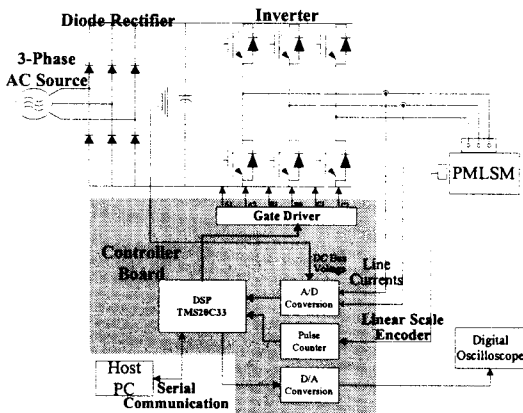 Diode Rectifier
Inverter
3-Phase
AC Source
PMLSM
Gate Driver
Controller
Board
DC Bus
Voltage
Line
Currents
DSP
TMS20C33
A/D
Conversion
Linear Scale
Encoder
Pulse
Counter
Digital
Oscilloscope
Host
PC
Serial
Communication
D/A
Conversion